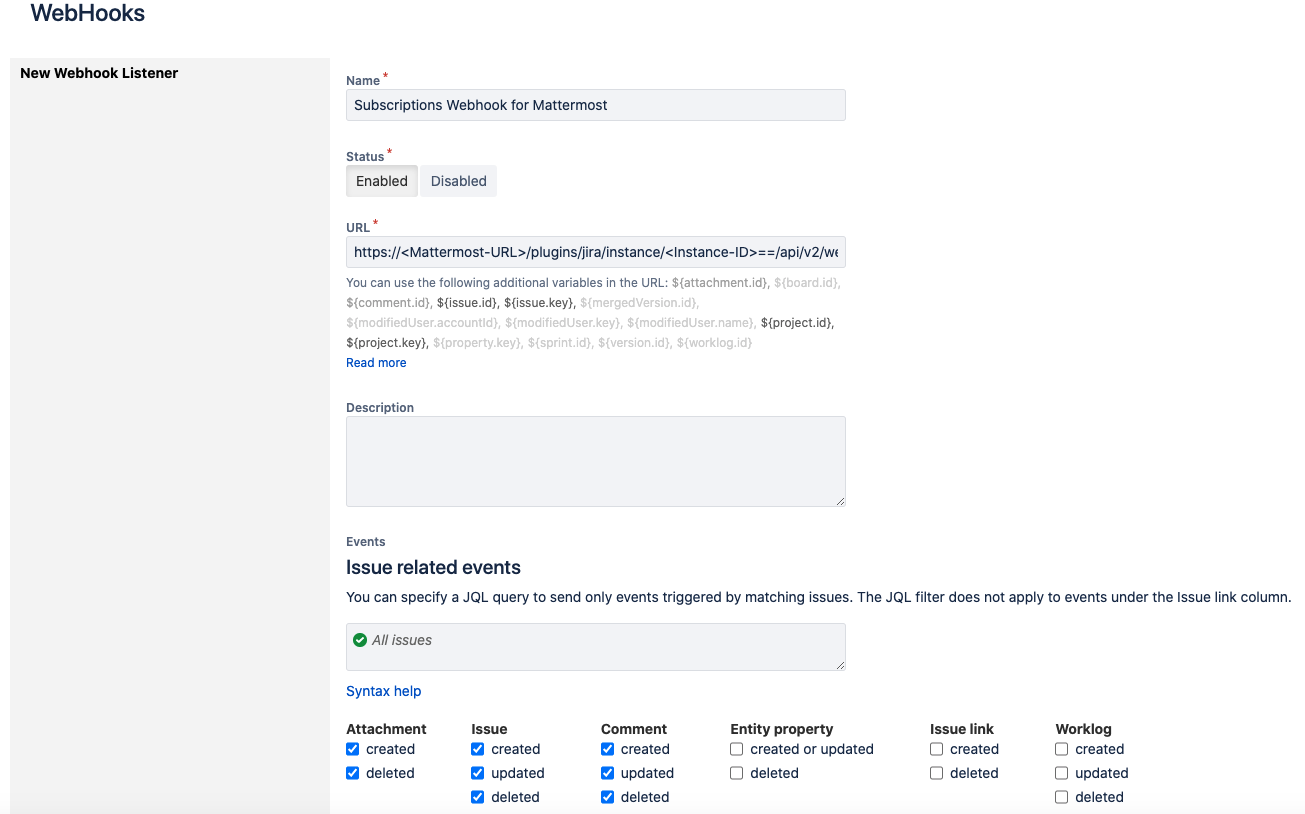 WebHooks
New Webhook Listener
Name *
Subscriptions Webhook for Mattermost
Status *
Enabled Disabled
URL *
https://<Mattermost-URL>/plugins/jira/instance/<Instance-ID>==/api/v2/we
You can use the following additional variables in the URL: ${attachment.id}, ${board.id},
${comment.id}, ${issue.id}, ${issue.key}, ${mergedVersion.id},
${modifiedUser.accountId}, ${modifiedUser.key}, ${modifiedUser.name}, ${project.id},
${project.key}, ${property.key}, ${sprint.id}, ${version.id}, ${worklog.id}
Read more
Description
Events
Issue related events
You can specify a JQL query to send only events triggered by matching issues. The JQL filter does not apply to events under the Issue link column.
All issues
Syntax help
Attachment Issue Comment Entity property Issue link Worklog
created created created created or updated created created
deleted updated updated deleted deleted updated
deleted deleted deleted